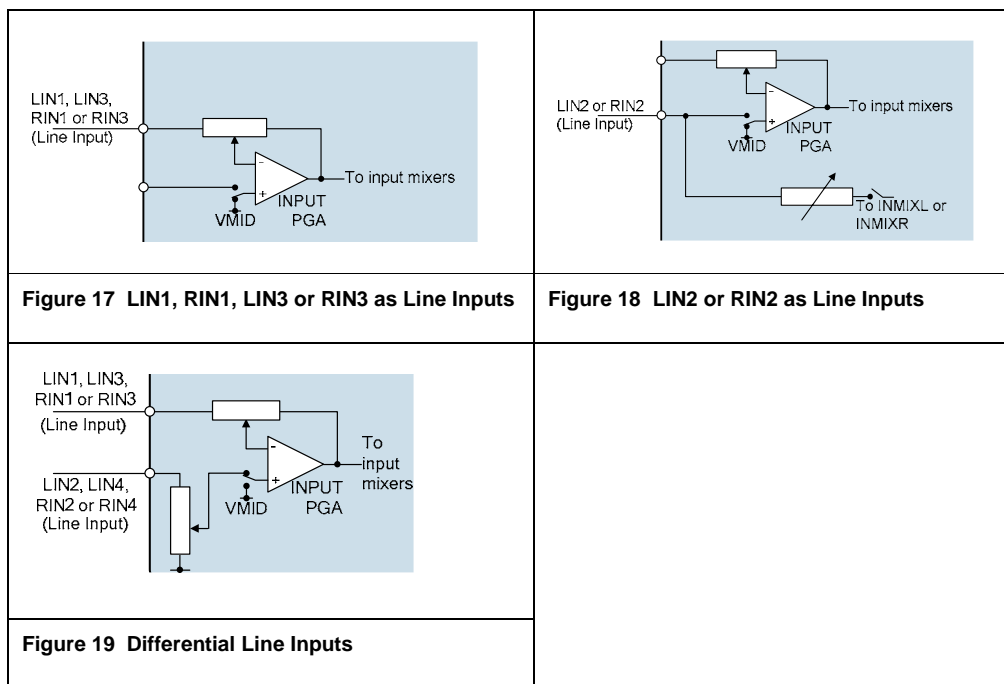 LIN1, LIN3,
RIN1 or RIN3
(Line Input)
-
+
VMID
INPUT
PGA
To input mixers
Figure 17 LIN1, RIN1, LIN3 or RIN3 as Line Inputs
LIN2 or RIN2
(Line Input)
-
+
VMID
INPUT
PGA
To input mixers
To INMIXL or
INMIXR
Figure 18 LIN2 or RIN2 as Line Inputs
LIN1, LIN3,
RIN1 or RIN3
(Line Input)
LIN2, LIN4,
RIN2 or RIN4
(Line Input)
-
+
VMID
INPUT
PGA
To
input
mixers
Figure 19 Differential Line Inputs